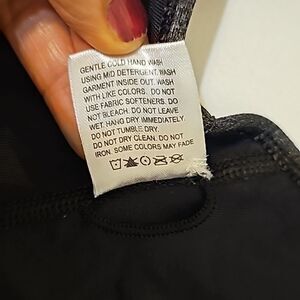 GENTLE COLD HAND WASH
USING MID DETERGENT. WASH
GARMENT INSIDE OUT. WASH
WITH LIKE COLORS. DO NOT
USE FABRIC SOFTENERS. DO
NOT BLEACH. DO NOT LEAVE
WET. HANG DRY IMMEDIATELY.
DO NOT TUMBLE DRY.
DO NOT DRY CLEAN. DO NOT
IRON. SOME COLORS MAY FADE